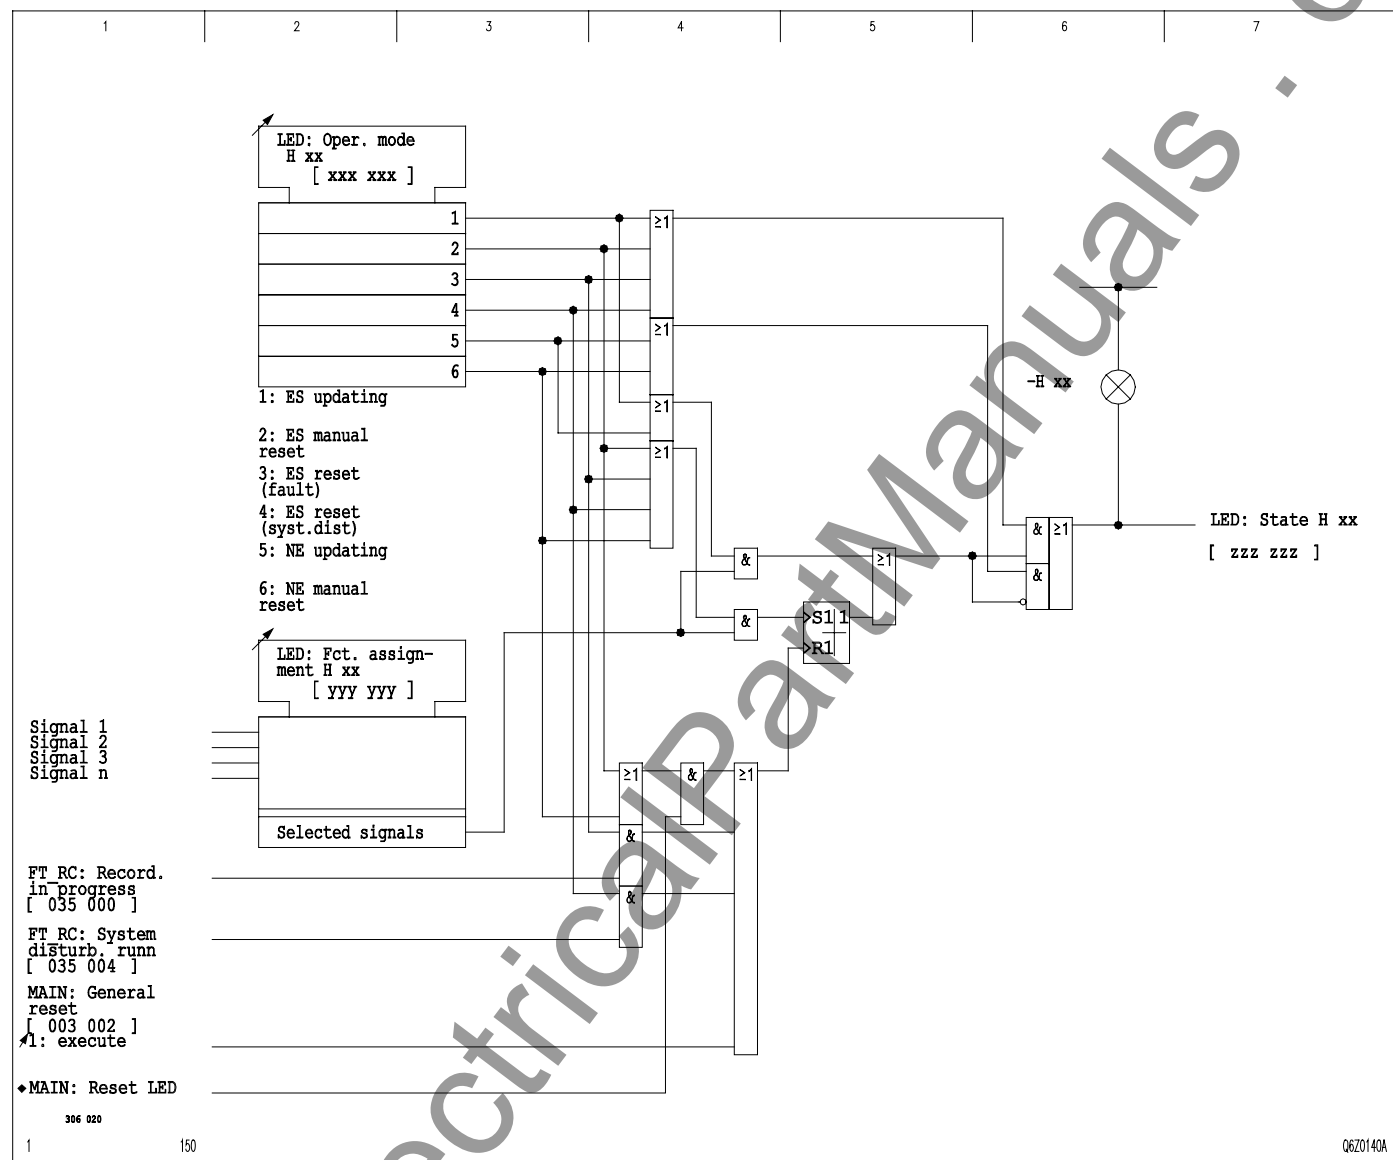 1 2 3 4 5 6 7
LED: Oper. mode
H xx
[ xxx xxx ]
1
2
3
4
5
6
1: ES updating
2: ES manual
reset
3: ES reset
(fault)
4: ES reset
(syst.dist)
5: NE updating
6: NE manual
reset
≥1
≥1
≥1
≥1
-H xx
& ≥1
&
LED: State H xx
[ zzz zzz ]
&
≥1
&
S1 1
R1
LED: Fct. assign-
ment H xx
[ yyy yyy ]
Signal 1
Signal 2
Signal 3
Signal n
Selected signals
≥1 & ≥1
&
&
FT_RC: Record.
in progress
[ 035 000 ]
FT_RC: System
disturb. runn
[ 035 004 ]
MAIN: General
reset
[ 003 002 ]
1: execute
◆MAIN: Reset LED
306 020
1 150 Q6Z0140A
ectricalPartManuals .